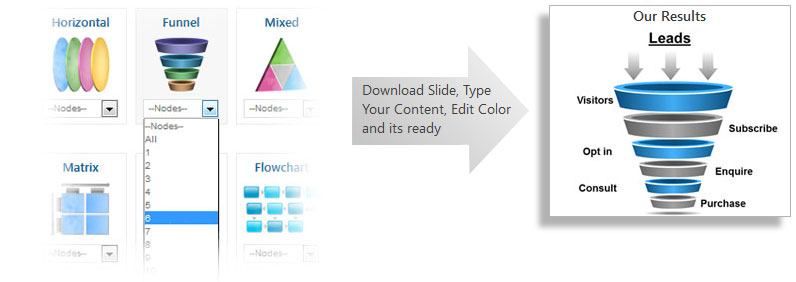 Horizontal
Funnel
Mixed
--Nodes--
--Nodes--
--Nodes--
--Nodes--
All
1
2
3
4
5
6
7
8
9
10
Matrix
Flowchart
--Nodes--
--Nodes--
Download Slide, Type
Your Content, Edit Color
and its ready
Our Results
Leads
Visitors
Subscribe
Opt in
Enquire
Consult
Purchase